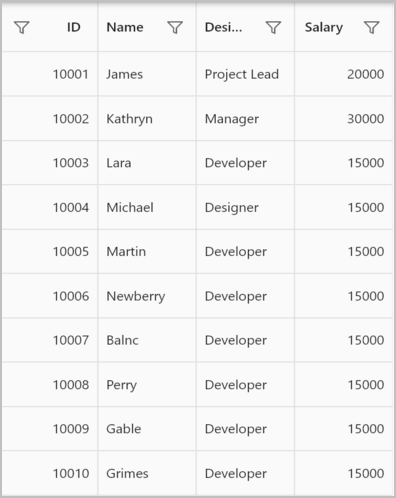 ID Name Desi... Salary
10001 James Project Lead 20000
10002 Kathryn Manager 30000
10003 Lara Developer 15000
10004 Michael Designer 15000
10005 Martin Developer 15000
10006 Newberry Developer 15000
10007 Balnc Developer 15000
10008 Perry Developer 15000
10009 Gable Developer 15000
10010 Grimes Developer 15000